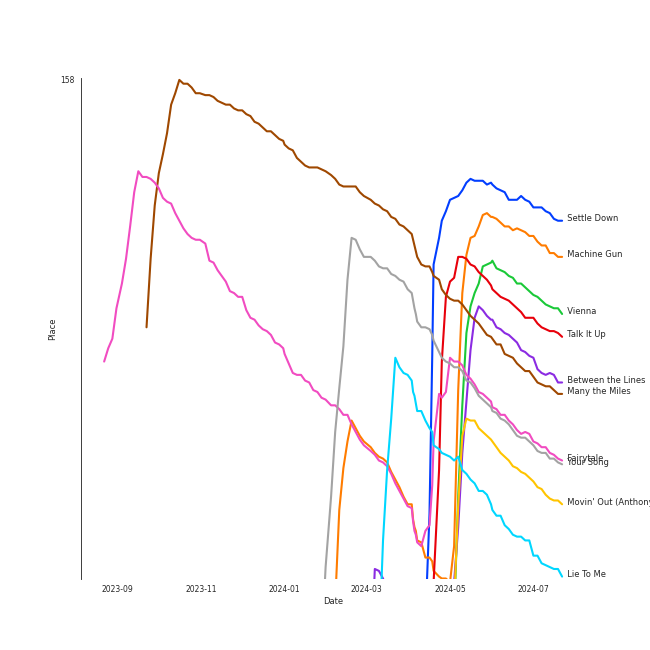 158
Place
Settle Down
Machine Gun
Vienna
Talk It Up
Between the Lines
Many the Miles
Fairytale
Your Song
Movin' Out (Anthony
Lie To Me
2023-09
2023-11
2024-01
2024-03
2024-05
2024-07
Date